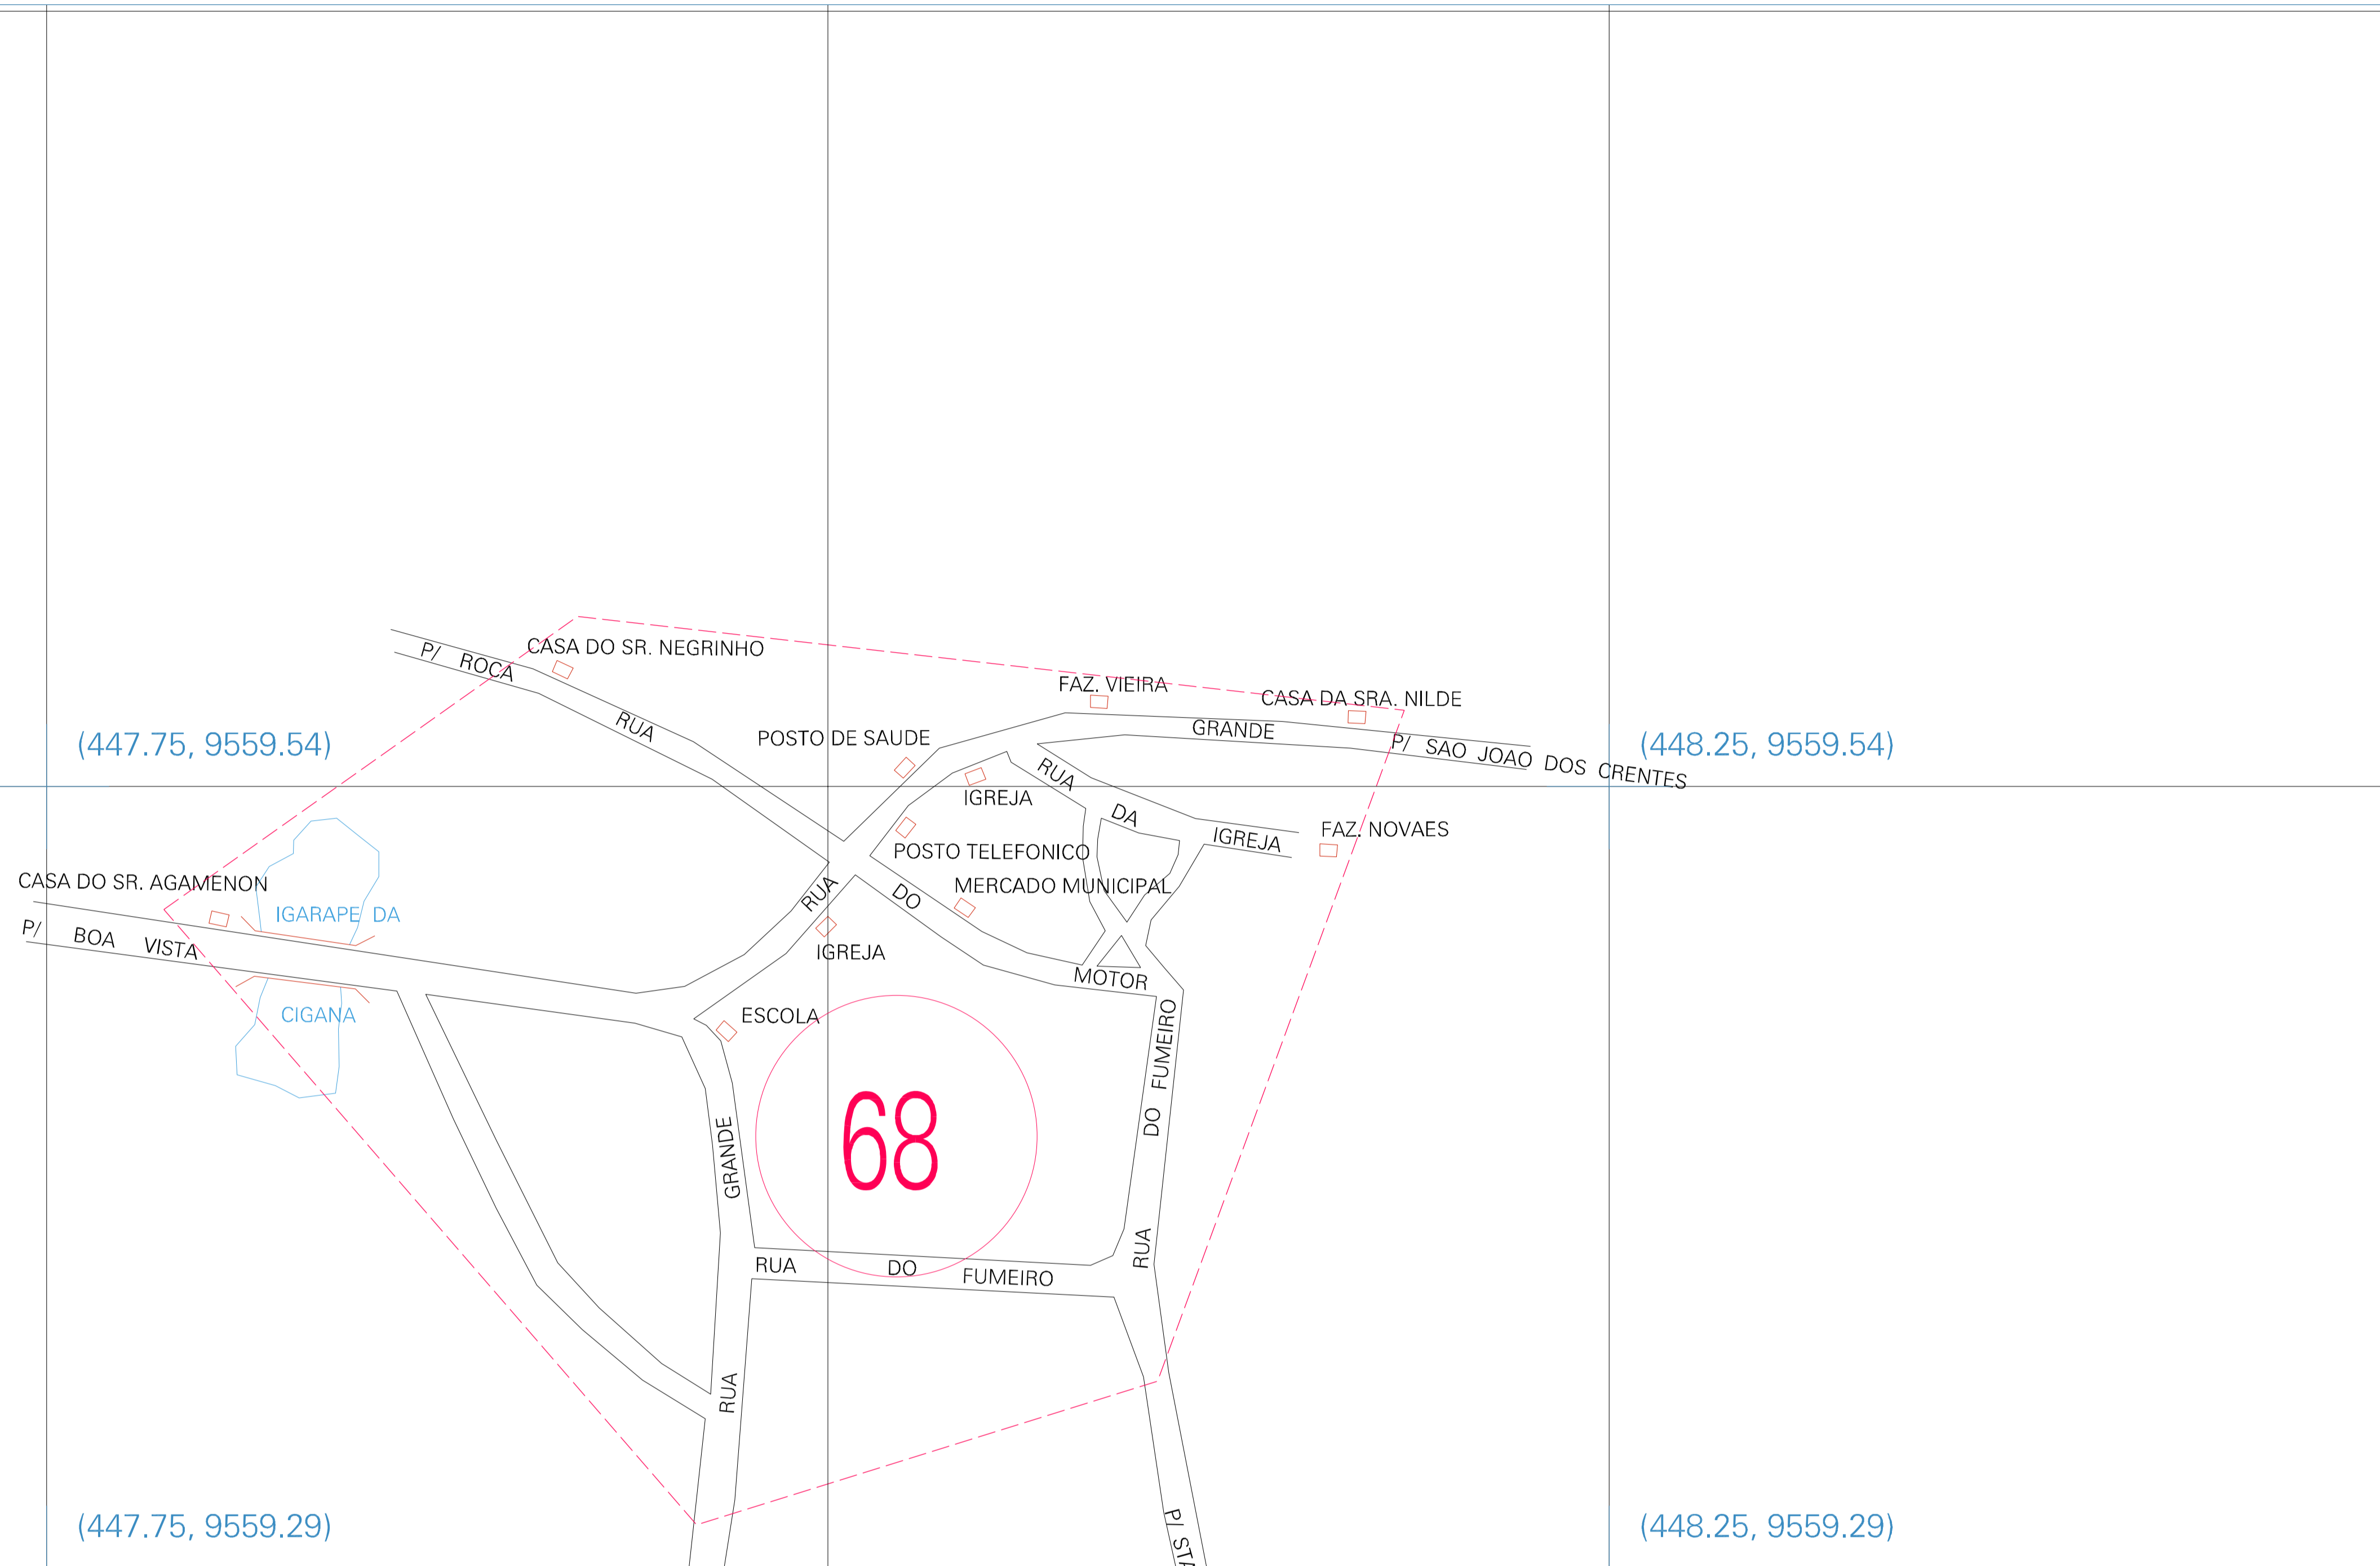 CASA DO SR. NEGRINHO
P/ ROCA
FAZ. VIEIRA
CASA DA SRA. NILDE
RUA
POSTO DE SAUDE
GRANDE
(447.75, 9559.54)
(448.25, 9559.54)
P/ SAO JOAO DOS CRENTES
RUA
IGREJA
DA
IGREJA
FAZ. NOVAES
POSTO TELEFONICO
CASA DO SR. AGAMENON
MERCADO MUNICIPAL
RUA
DO
IGARAPE DA
P/ BOA VISTA
IGREJA
MOTOR
CIGANA
ESCOLA
DO FUMEIRO
68
GRANDE
RUA
RUA DO FUMEIRO
RUA
(447.75, 9559.29)
(448.25, 9559.29)
P/